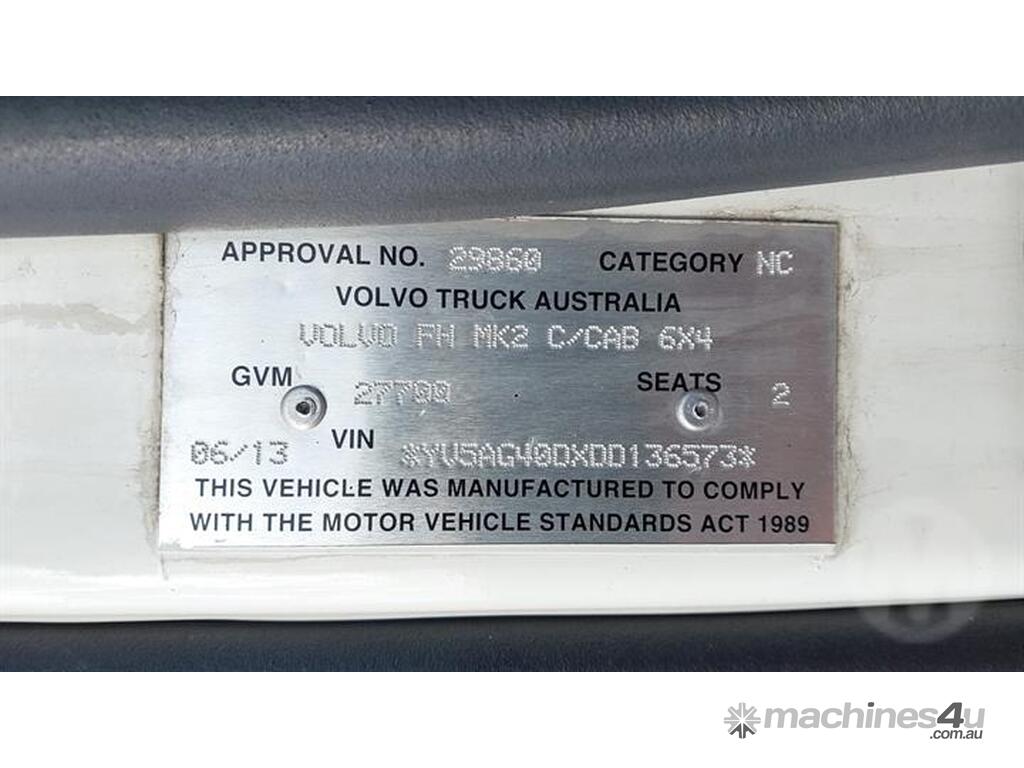 APPROVAL NO. 29860 CATEGORY NC
VOLVO TRUCK AUSTRALIA
VOLVO FH MK2 C/CAB 6X4
GVM 27700 SEATS 2
06/13 VIN *YV5AG40DXDD136573*
THIS VEHICLE WAS MANUFACTURED TO COMPLY
WITH THE MOTOR VEHICLE STANDARDS ACT 1989
machines4u
.com.au